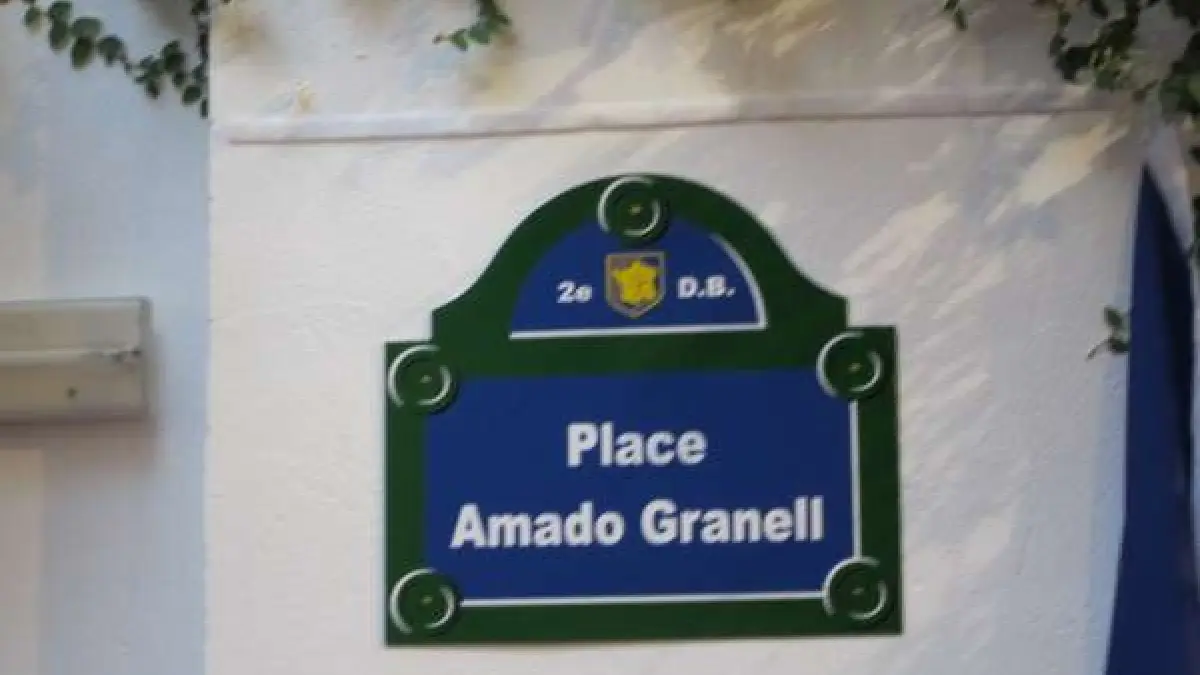 2e D.B.
Place
Amado Granell